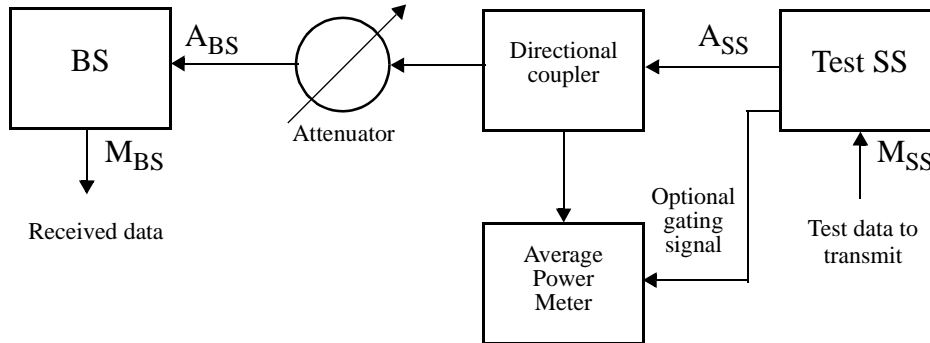 BS
A_BS
Attenuator
Directional
coupler
A_SS
Test SS
M_BS
Received data
M_SS
Test data to
transmit
Optional
gating
signal
Average
Power
Meter